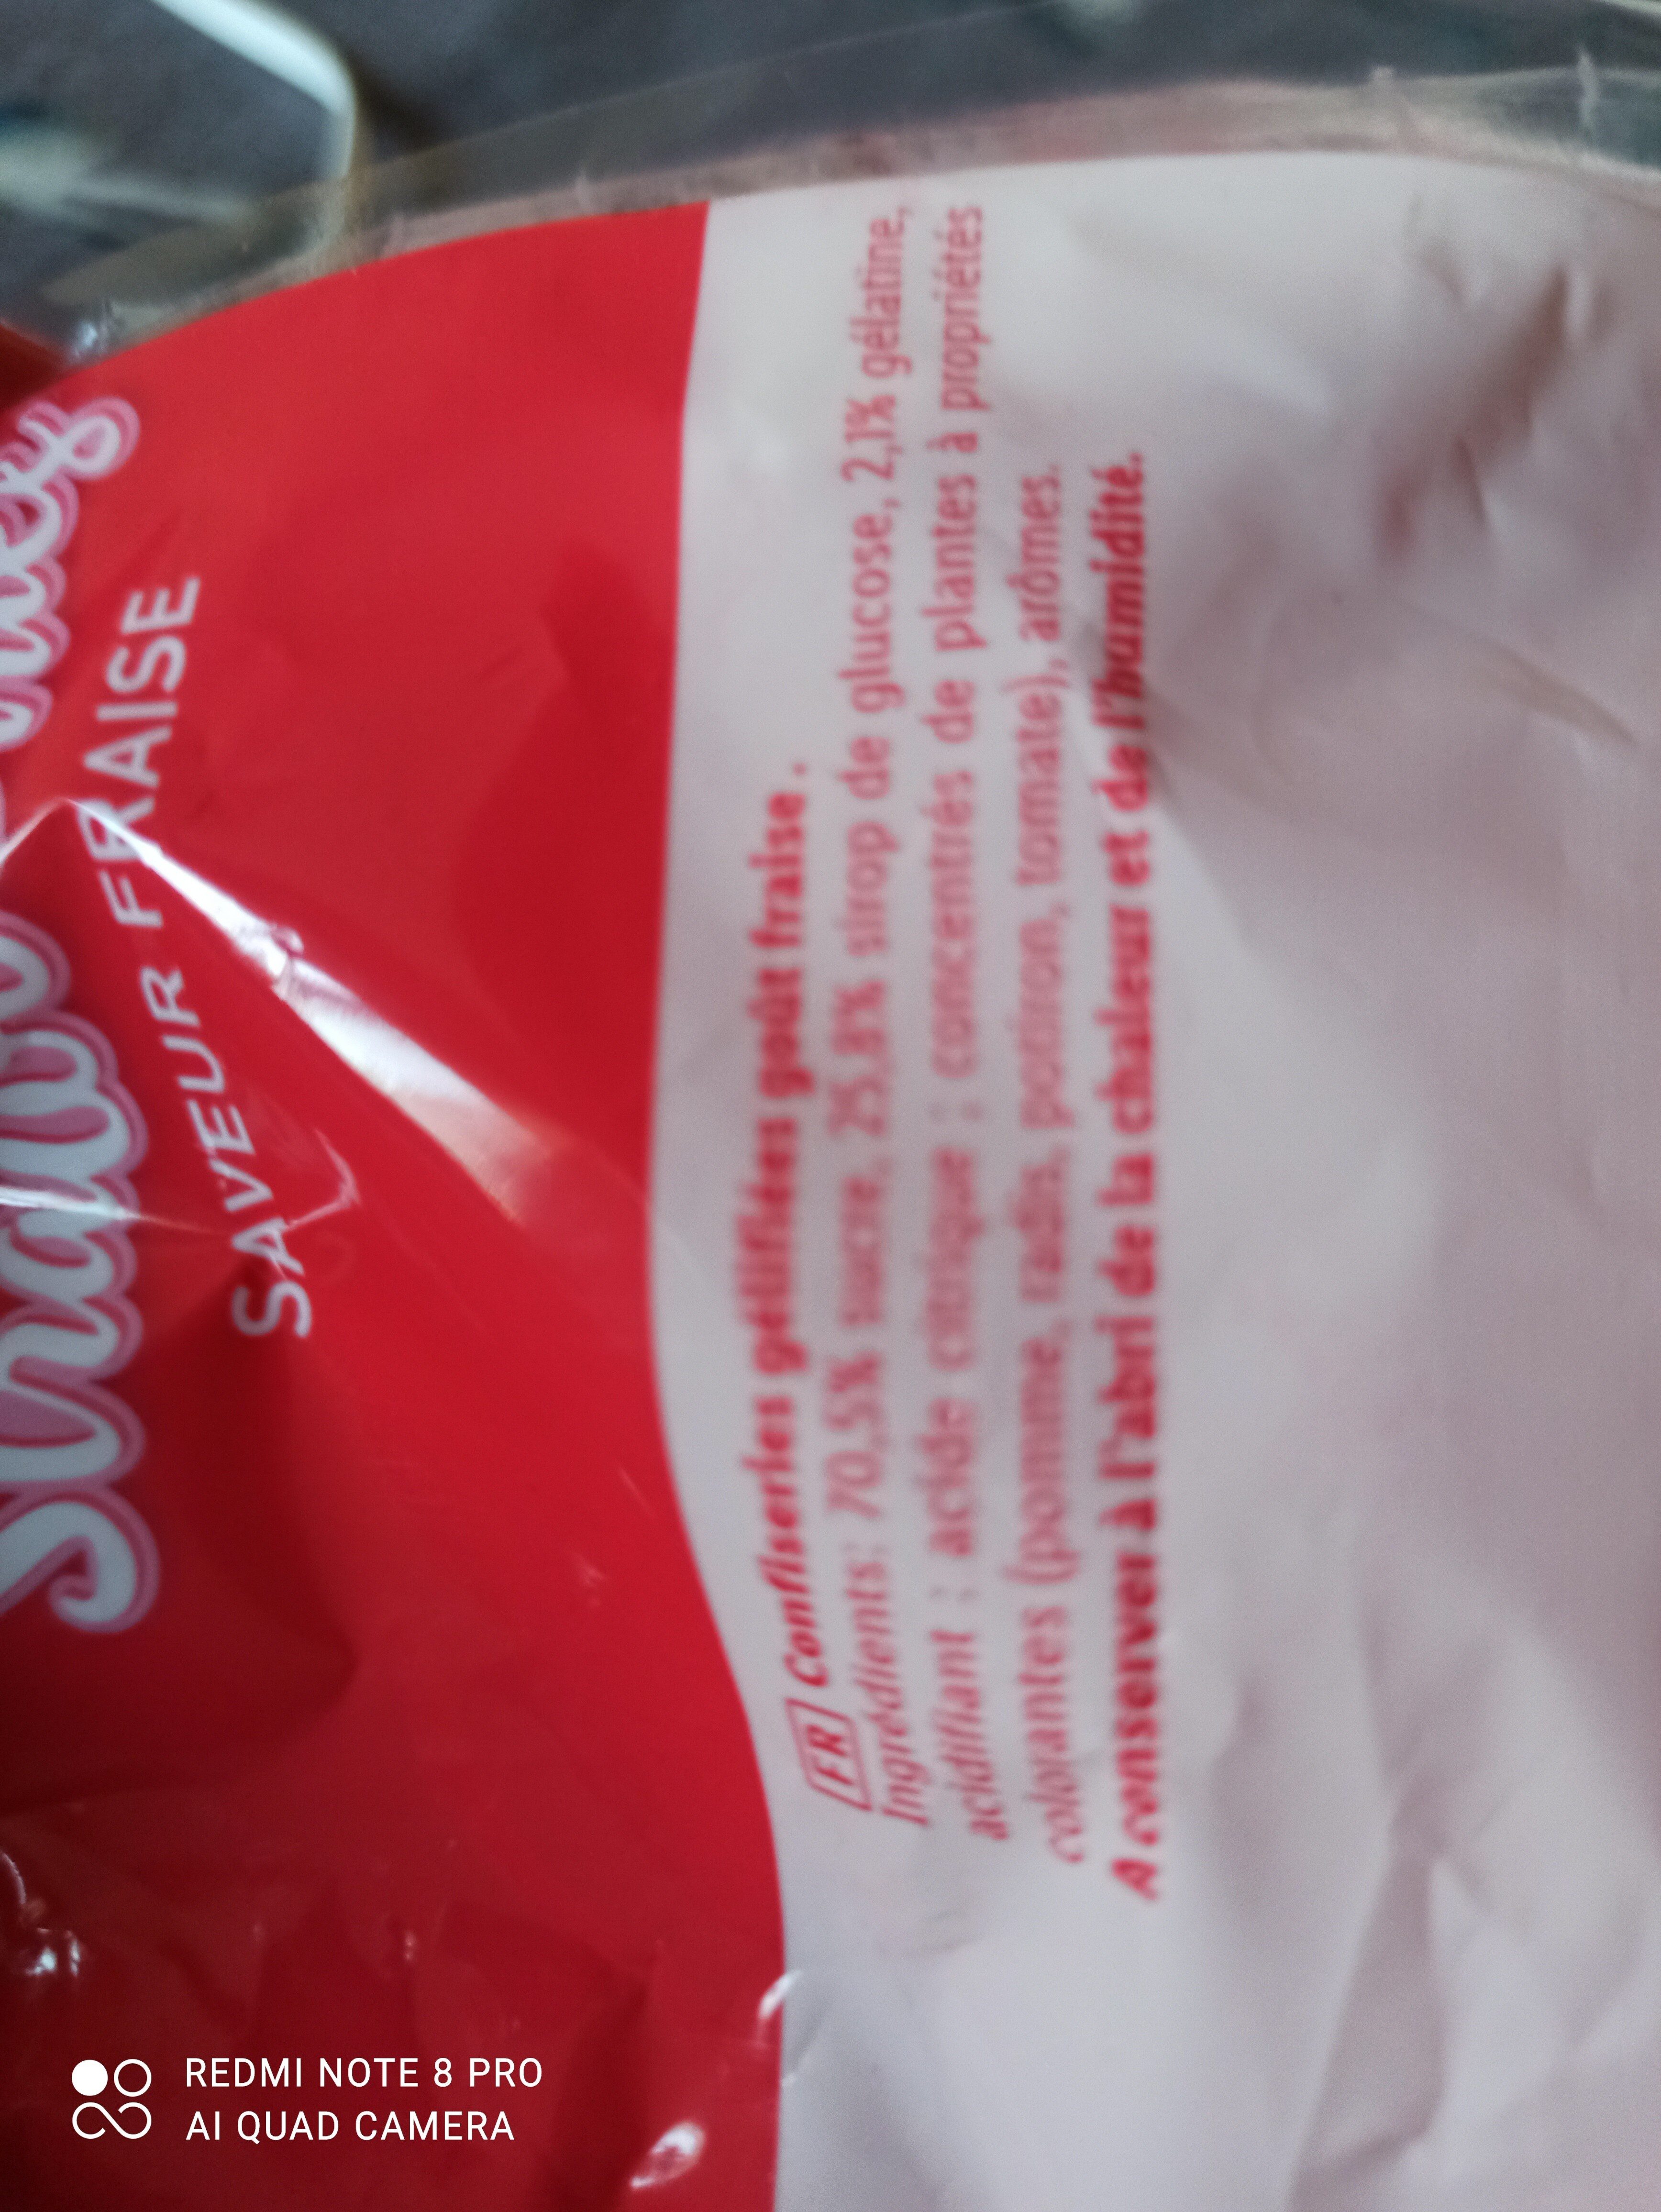 SAVEUR FRAISE
FR Confiseries gélifiées goût fraise.
Ingrédients: 70,5% sucre, 25,8% sirop de glucose, 2,1% gélatine,
acidifiant : acide citrique ; concentrés de plantes à propriétés
colorantes (pomme, radis, potiron, tomate), arômes.
A conserver à l'abri de la chaleur et de l'humidité.
REDMI NOTE 8 PRO
AI QUAD CAMERA